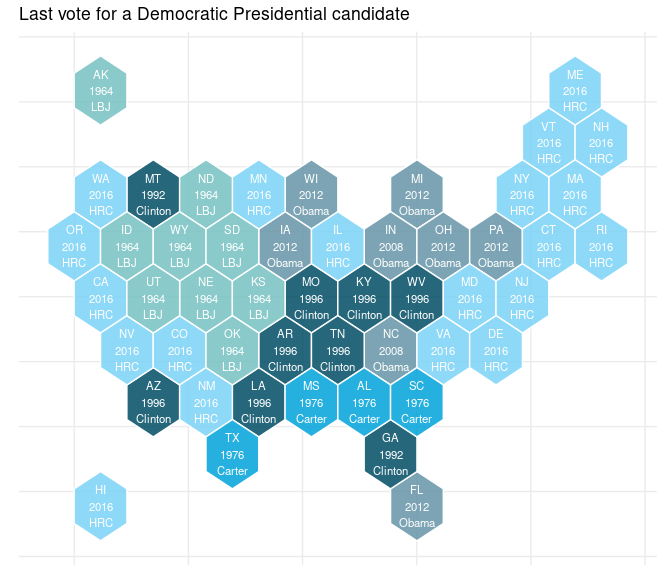 Last vote for a Democratic Presidential candidate
AK
1964
LBJ
ME
2016
HRC
VT
2016
HRC
NH
2016
HRC
WA
2016
HRC
MT
1992
Clinton
ND
1964
LBJ
MN
2016
HRC
WI
2012
Obama
MI
2012
Obama
NY
2016
HRC
MA
2016
HRC
OR
2016
HRC
ID
1964
LBJ
WY
1964
LBJ
SD
1964
LBJ
IA
2012
Obama
IL
2016
HRC
IN
2008
Obama
OH
2012
Obama
PA
2012
Obama
CT
2016
HRC
RI
2016
HRC
CA
2016
HRC
UT
1964
LBJ
NE
1964
LBJ
KS
1964
LBJ
MO
1996
Clinton
KY
1996
Clinton
WV
1996
Clinton
MD
2016
HRC
NJ
2016
HRC
NV
2016
HRC
CO
2016
HRC
OK
1964
LBJ
AR
1996
Clinton
TN
1996
Clinton
NC
2008
Obama
VA
2016
HRC
DE
2016
HRC
AZ
1996
Clinton
NM
2016
HRC
LA
1996
Clinton
MS
1976
Carter
AL
1976
Carter
SC
1976
Carter
TX
1976
Carter
GA
1992
Clinton
HI
2016
HRC
FL
2012
Obama